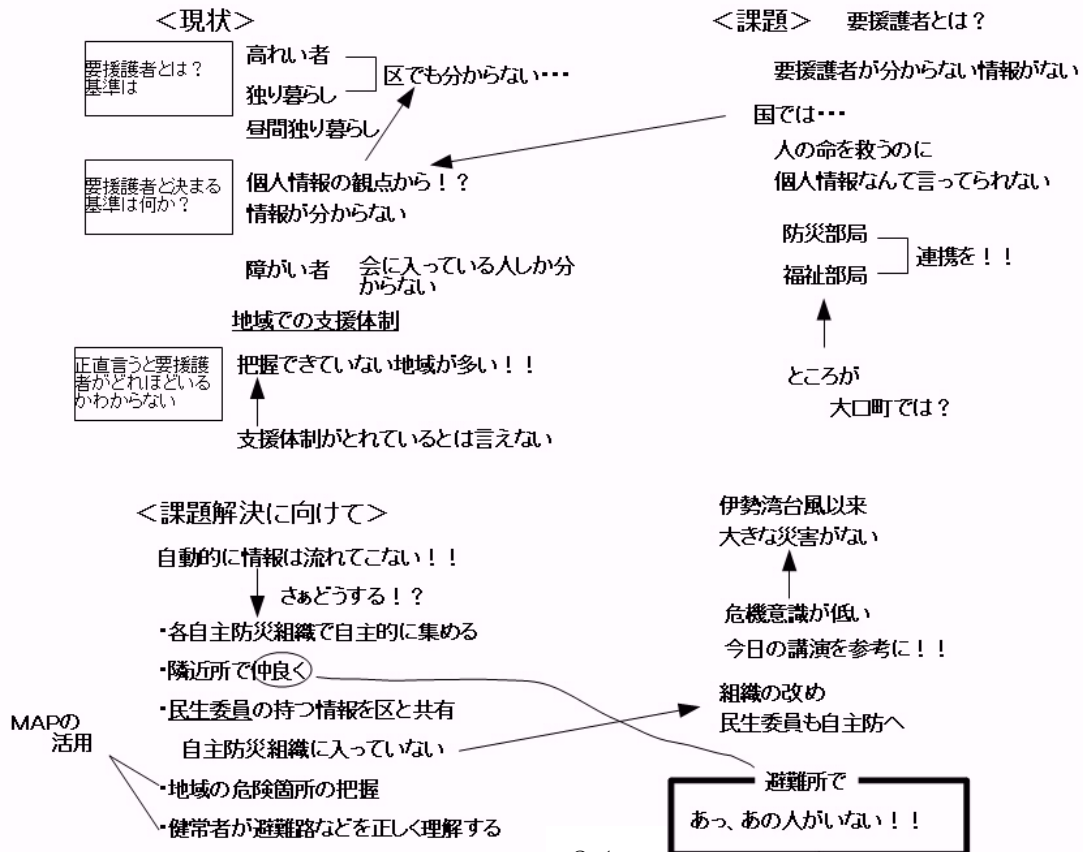 ＜現状＞
要援護者とは？
基準は
高れい者
独り暮らし
昼間独り暮らし
区でも分からない・・・
要援護者と決まる
基準は何か？
個人情報の観点から！？
情報が分からない
障がい者
会に入っている人しか分
からない
地域での支援体制
正直言うと要援護
者がどれほどいる
かわからない
把握できていない地域が多い！！
支援体制がとれているとは言えない
＜課題＞
要援護者とは？
要援護者が分からない情報がない
国では・・・
人の命を救うのに
個人情報なんて言ってられない
防災部局
福祉部局
連携を！！
ところが
大口町では？
＜課題解決に向けて＞
自動的に情報は流れてこない！！
さぁどうする！？
・各自主防災組織で自主的に集める
・隣近所で仲良く
・民生委員の持つ情報を区と共有
自主防災組織に入っていない
MAPの
活用
・地域の危険箇所の把握
・健常者が避難路などを正しく理解する
伊勢湾台風以来
大きな災害がない
危機意識が低い
今日の講演を参考に！！
組織の改め
民生委員も自主防へ
避難所で
あっ、あの人がいない！！